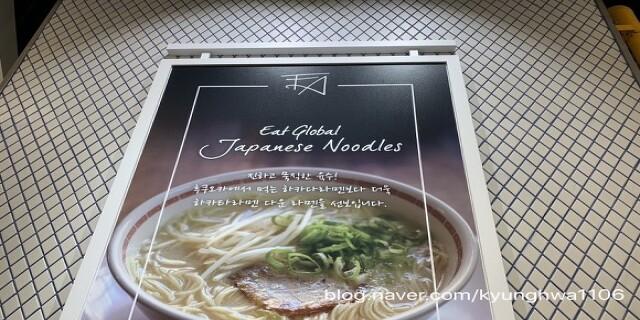 Eat Global
Japanese Noodles
진하고 묵직한 육수!
후쿠오카에서 먹는 하카다라멘보다 더욱
하카타라멘 다운 라멘을 선보입니다.
blog.naver.com/kyunghwa1106